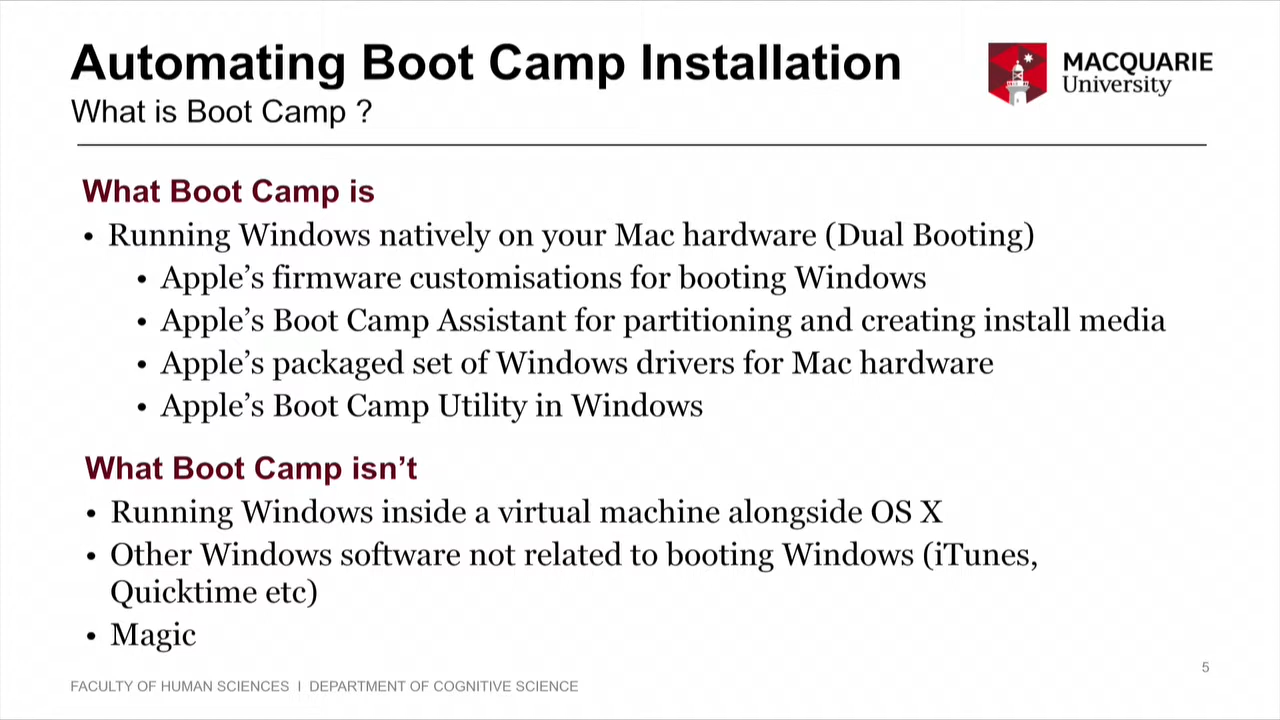 Automating Boot Camp Installation
What is Boot Camp ?
MACQUARIE
University
What Boot Camp is
• Running Windows natively on your Mac hardware (Dual Booting)
• Apple’s firmware customisations for booting Windows
• Apple’s Boot Camp Assistant for partitioning and creating install media
• Apple’s packaged set of Windows drivers for Mac hardware
• Apple’s Boot Camp Utility in Windows
What Boot Camp isn’t
• Running Windows inside a virtual machine alongside OS X
• Other Windows software not related to booting Windows (iTunes,
Quicktime etc)
• Magic
5
FACULTY OF HUMAN SCIENCES I DEPARTMENT OF COGNITIVE SCIENCE